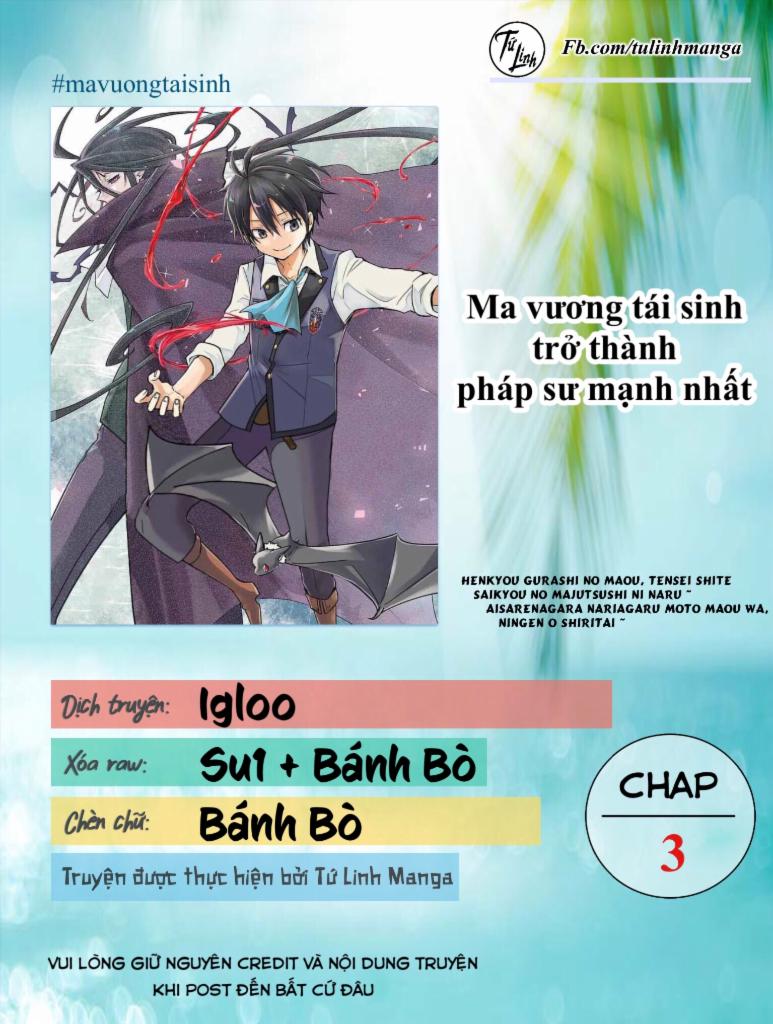 Tứ Linh
Fb.com/tulinhmanga
#mavuongtaisinh
Ma vương tái sinh
trở thành
pháp sư mạnh nhất
HENKYOU GURASHI NO MAOU, TENSEI SHITE
SAIKYOU NO MAJUTSUSHI NI NARU ~
AISARENAGARA NARIAGARU MOTO MAOU WA,
NINGEN O SHIRITAI ~
Dịch truyện: Igloo
Xóa raw: Su1 + Bánh Bò
Chèn chữ: Bánh Bò
Truyện được thực hiện bởi Tứ Linh Manga
CHAP
3
VUI LÒNG GIỮ NGUYÊN CREDIT VÀ NỘI DUNG TRUYỆN
KHI POST ĐẾN BẤT CỨ ĐÂU